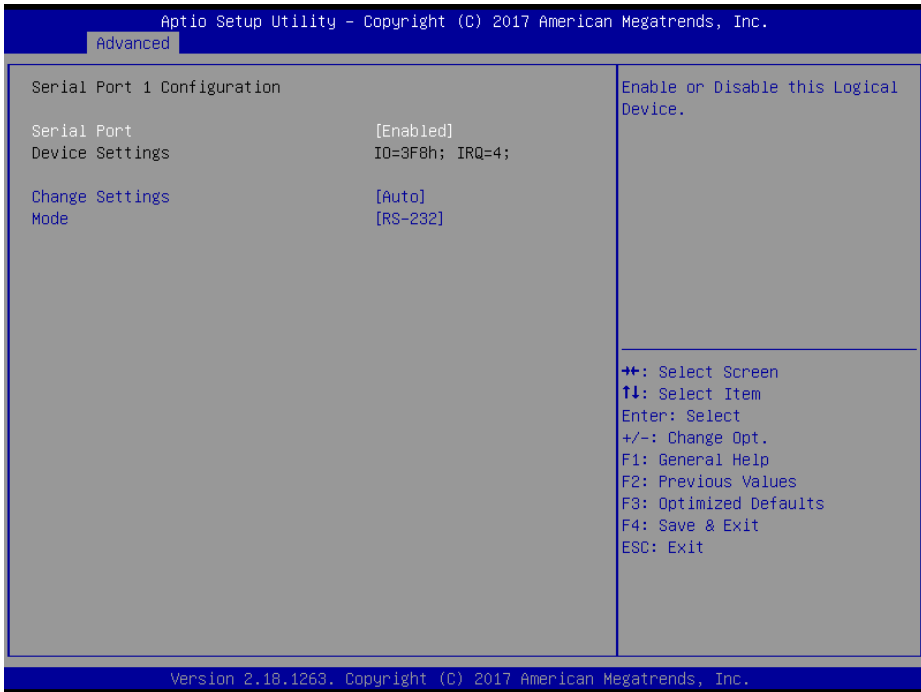 Aptio Setup Utility – Copyright (C) 2017 American Megatrends, Inc.
Advanced
Serial Port 1 Configuration
Serial Port [Enabled]
Device Settings IO=3F8h; IRQ=4;
Change Settings [Auto]
Mode [RS-232]
Enable or Disable this Logical
Device.
→←: Select Screen
↑↓: Select Item
Enter: Select
+/-: Change Opt.
F1: General Help
F2: Previous Values
F3: Optimized Defaults
F4: Save & Exit
ESC: Exit
Version 2.18.1263. Copyright (C) 2017 American Megatrends, Inc.